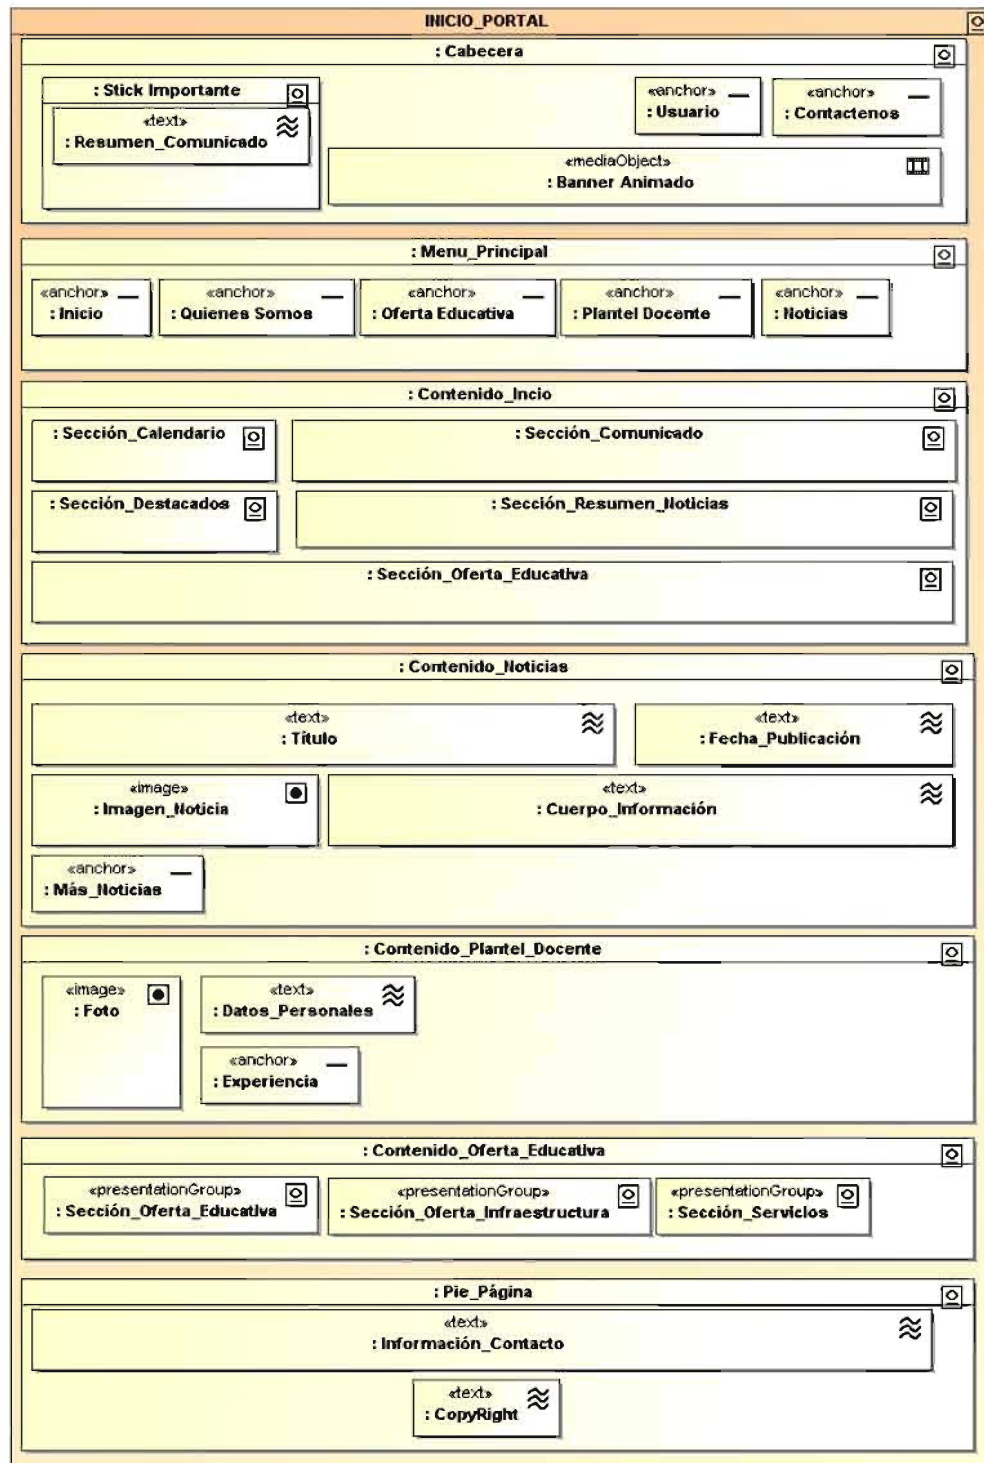 INICIO_PORTAL
: Cabecera
: Stick Importante
«text»
: Resumen_Comunicado
«anchor»
: Usuario
«anchor»
: Contactenos
«mediaObject»
: Banner Animado
: Menu_Principal
«anchor»
: Inicio
«anchor»
: Quienes Somos
«anchor»
: Oferta Educativa
«anchor»
: Plantel Docente
«anchor»
: Noticias
: Contenido_Incio
: Sección_Calendario
: Sección_Comunicado
: Sección_Destacados
: Sección_Resumen_Noticias
: Sección_Oferta_Educativa
: Contenido_Noticias
«text»
: Título
«text»
: Fecha_Publicación
«image»
: Imagen_Noticia
«text»
: Cuerpo_Información
«anchor»
: Más_Noticias
: Contenido_Plantel_Docente
«image»
: Foto
«text»
: Datos_Personales
«anchor»
: Experiencia
: Contenido_Oferta_Educativa
«presentationGroup»
: Sección_Oferta_Educativa
«presentationGroup»
: Sección_Oferta_Infraestructura
«presentationGroup»
: Sección_Servicios
: Pie_Página
«text»
: Información_Contacto
«text»
: CopyRight